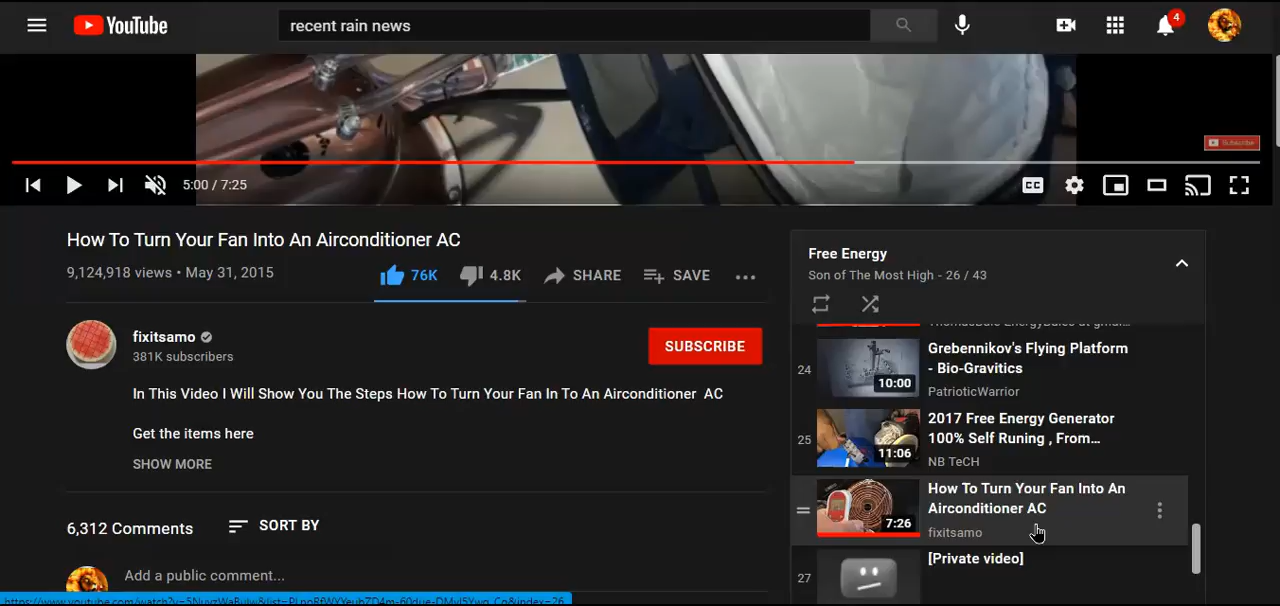 YouTube
recent rain news
4
Subscribe
5:00 / 7:25
CC
How To Turn Your Fan Into An Airconditioner AC
9,124,918 views • May 31, 2015
76K
4.8K
SHARE
SAVE
fixitsamo
381K subscribers
SUBSCRIBE
In This Video I Will Show You The Steps How To Turn Your Fan In To An Airconditioner AC
Get the items here
SHOW MORE
6,312 Comments
SORT BY
Add a public comment...
Free Energy
Son of The Most High - 26 / 43
24
10:00
Grebennikov's Flying Platform
- Bio-Gravitics
PatrioticWarrior
25
11:06
2017 Free Energy Generator
100% Self Runing , From...
NB TeCH
7:26
How To Turn Your Fan Into An
Airconditioner AC
fixitsamo
27
[Private video]